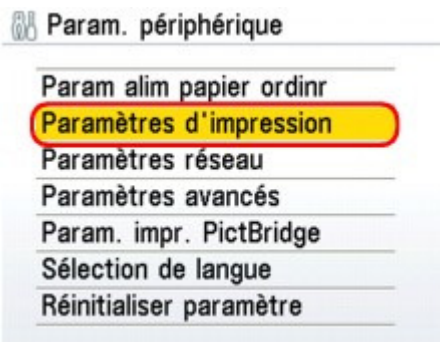 Param. périphérique
Param alim papier ordinr
Paramètres d'impression
Paramètres réseau
Paramètres avancés
Param. impr. PictBridge
Sélection de langue
Réinitialiser paramètre